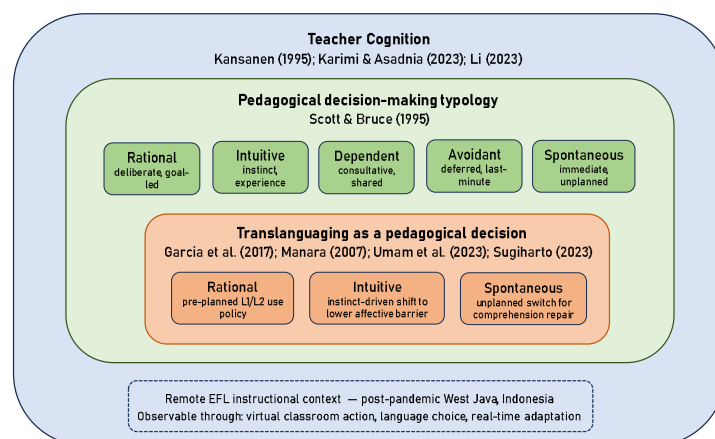 Teacher Cognition
Kansanen (1995); Karimi & Asadnia (2023); Li (2023)
Pedagogical decision-making typology
Scott & Bruce (1995)
Rational
deliberate, goal-
led
Intuitive
instinct,
experience
Dependent
consultative,
shared
Avoidant
deferred, last-
minute
Spontaneous
immediate,
unplanned
Translanguaging as a pedagogical decision
Garcia et al. (2017); Manara (2007); Umam et al. (2023); Sugiharto (2023)
Rational
pre-planned L1/L2 use
policy
Intuitive
instinct-driven shift to
lower affective barrier
Spontaneous
unplanned switch for
comprehension repair
Remote EFL instructional context — post-pandemic West Java, Indonesia
Observable through: virtual classroom action, language choice, real-time adaptation